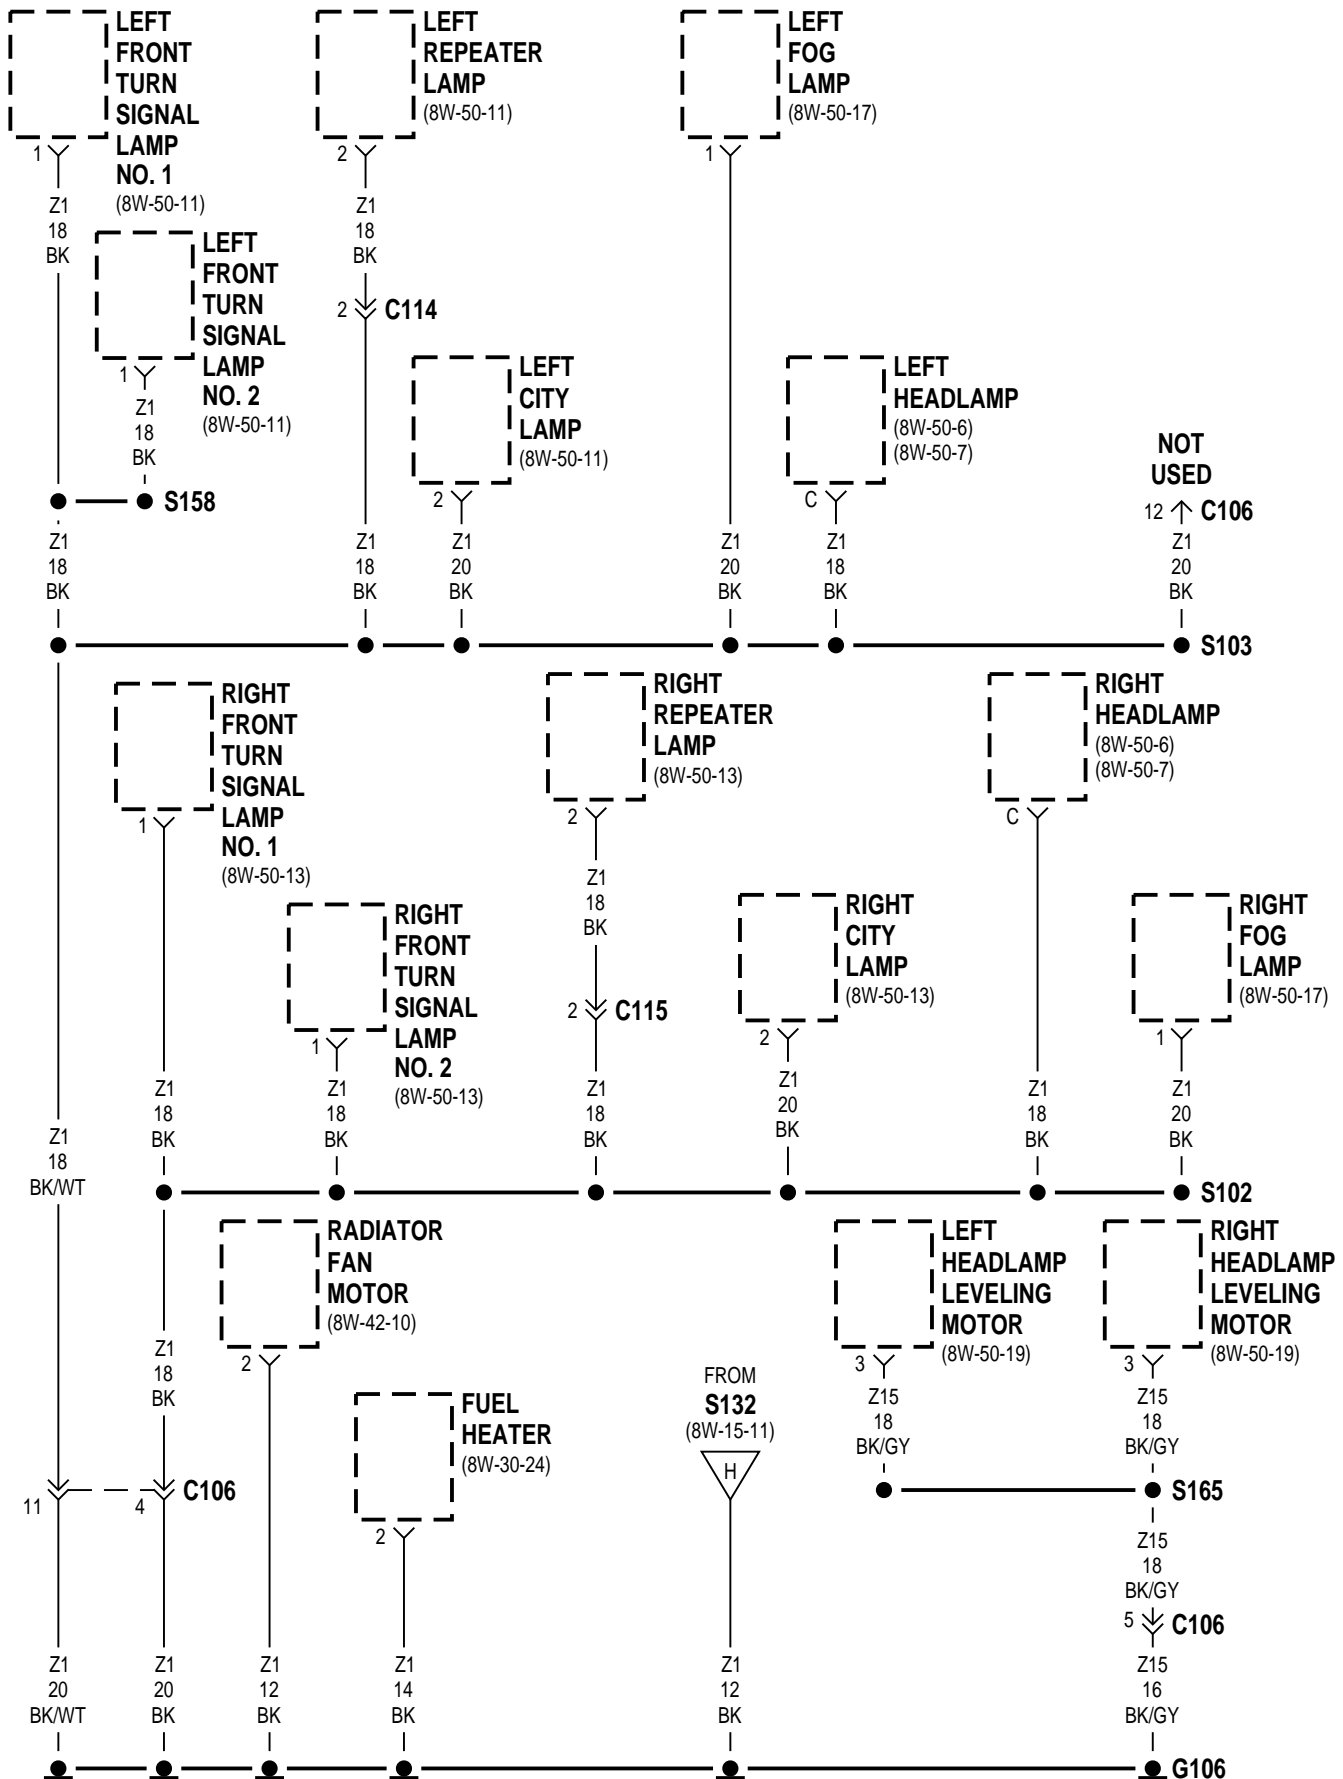 LEFT
FRONT
TURN
SIGNAL
LAMP
NO. 1
(8W-50-11)
1
Z1
18
BK
LEFT
REPEATER
LAMP
(8W-50-11)
2
Z1
18
BK
2
C114
LEFT
FOG
LAMP
(8W-50-17)
1
LEFT
FRONT
TURN
SIGNAL
LAMP
NO. 2
(8W-50-11)
1
Z1
18
BK
S158
LEFT
CITY
LAMP
(8W-50-11)
2
LEFT
HEADLAMP
(8W-50-6)
(8W-50-7)
C
NOT
USED
12
C106
Z1
18
BK
Z1
18
BK
Z1
20
BK
Z1
20
BK
Z1
18
BK
Z1
20
BK
S103
RIGHT
FRONT
TURN
SIGNAL
LAMP
NO. 1
(8W-50-13)
1
RIGHT
REPEATER
LAMP
(8W-50-13)
2
Z1
18
BK
2
C115
RIGHT
HEADLAMP
(8W-50-6)
(8W-50-7)
C
RIGHT
FRONT
TURN
SIGNAL
LAMP
NO. 2
(8W-50-13)
1
RIGHT
CITY
LAMP
(8W-50-13)
2
RIGHT
FOG
LAMP
(8W-50-17)
1
Z1
18
BK/WT
Z1
18
BK
Z1
18
BK
Z1
18
BK
Z1
20
BK
Z1
18
BK
Z1
20
BK
S102
RADIATOR
FAN
MOTOR
(8W-42-10)
2
LEFT
HEADLAMP
LEVELING
MOTOR
(8W-50-19)
3
RIGHT
HEADLAMP
LEVELING
MOTOR
(8W-50-19)
3
Z1
18
BK
FUEL
HEATER
(8W-30-24)
2
FROM
S132
(8W-15-11)
H
Z15
18
BK/GY
Z15
18
BK/GY
11
4
C106
S165
Z15
18
BK/GY
5
C106
Z1
20
BK/WT
Z1
20
BK
Z1
12
BK
Z1
14
BK
Z1
12
BK
Z15
16
BK/GY
G106